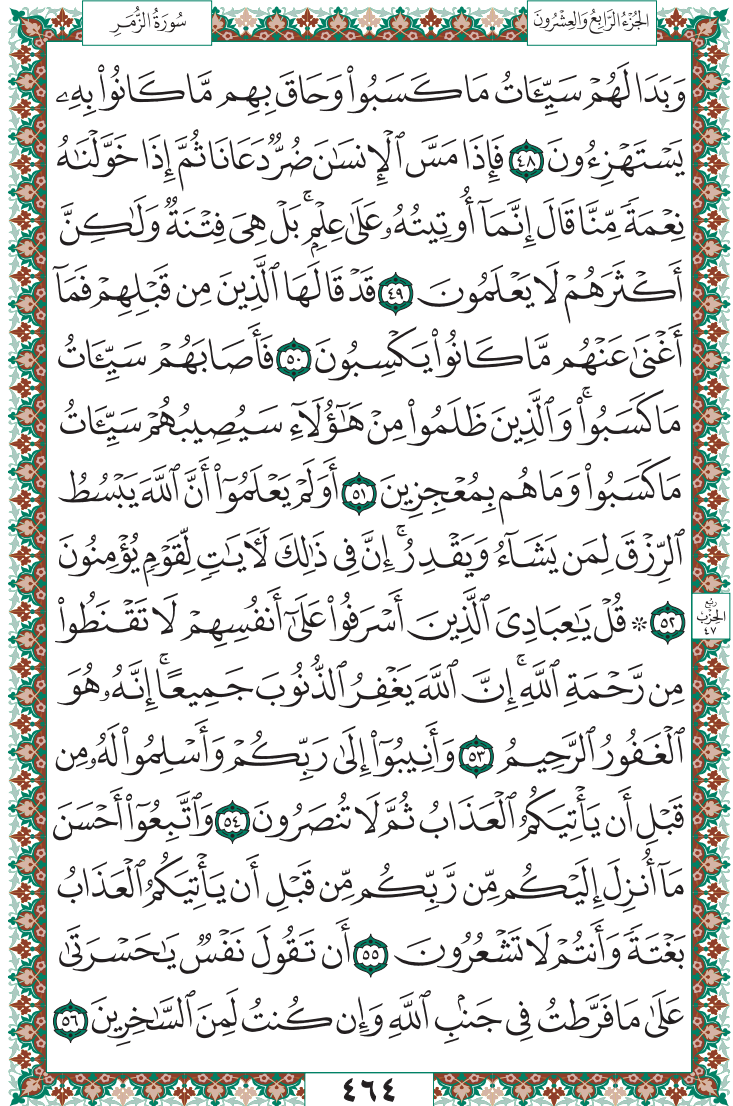 الجُزءُ الرَّابِعُ وَالعِشْرُونَ
سُورَةُ الزُّمَرِ
وَبَدَا لَهُمْ سَيِّـَٔاتُ مَا كَسَبُوا۟ وَحَاقَ بِهِم مَّا كَانُوا۟ بِهِۦ
يَسْتَهْزِءُونَ ٤٨ فَإِذَا مَسَّ ٱلْإِنسَٰنَ ضُرٌّ دَعَانَا ثُمَّ إِذَا خَوَّلْنَٰهُ
نِعْمَةً مِّنَّا قَالَ إِنَّمَآ أُوتِيتُهُۥ عَلَىٰ عِلْمٍۭ ۚ بَلْ هِىَ فِتْنَةٌ وَلَٰكِنَّ
أَكْثَرَهُمْ لَا يَعْلَمُونَ ٤٩ قَدْ قَالَهَا ٱلَّذِينَ مِن قَبْلِهِمْ فَمَآ
أَغْنَىٰ عَنْهُم مَّا كَانُوا۟ يَكْسِبُونَ ٥٠ فَأَصَابَهُمْ سَيِّـَٔاتُ
مَا كَسَبُوا۟ ۚ وَٱلَّذِينَ ظَلَمُوا۟ مِنْ هَٰٓؤُلَآءِ سَيُصِيبُهُمْ سَيِّـَٔاتُ
مَا كَسَبُوا۟ وَمَا هُم بِمُعْجِزِينَ ٥١ أَوَلَمْ يَعْلَمُوٓا۟ أَنَّ ٱللَّهَ يَبْسُطُ
ٱلرِّزْقَ لِمَن يَشَآءُ وَيَقْدِرُ ۚ إِنَّ فِى ذَٰلِكَ لَـَٔايَٰتٍ لِّقَوْمٍ يُؤْمِنُونَ
٥٢ ۞ قُلْ يَٰعِبَادِىَ ٱلَّذِينَ أَسْرَفُوا۟ عَلَىٰٓ أَنفُسِهِمْ لَا تَقْنَطُوا۟
رُبع
الحِزْب
٤٧
مِن رَّحْمَةِ ٱللَّهِ ۚ إِنَّ ٱللَّهَ يَغْفِرُ ٱلذُّنُوبَ جَمِيعًا ۚ إِنَّهُۥ هُوَ
ٱلْغَفُورُ ٱلرَّحِيمُ ٥٣ وَأَنِيبُوٓا۟ إِلَىٰ رَبِّكُمْ وَأَسْلِمُوا۟ لَهُۥ مِن
قَبْلِ أَن يَأْتِيَكُمُ ٱلْعَذَابُ ثُمَّ لَا تُنصَرُونَ ٥٤ وَٱتَّبِعُوٓا۟ أَحْسَنَ
مَآ أُنزِلَ إِلَيْكُم مِّن رَّبِّكُم مِّن قَبْلِ أَن يَأْتِيَكُمُ ٱلْعَذَابُ
بَغْتَةً وَأَنتُمْ لَا تَشْعُرُونَ ٥٥ أَن تَقُولَ نَفْسٌ يَٰحَسْرَتَىٰ
عَلَىٰ مَا فَرَّطتُ فِى جَنۢبِ ٱللَّهِ وَإِن كُنتُ لَمِنَ ٱلسَّٰخِرِينَ ٥٦
٤٦٤